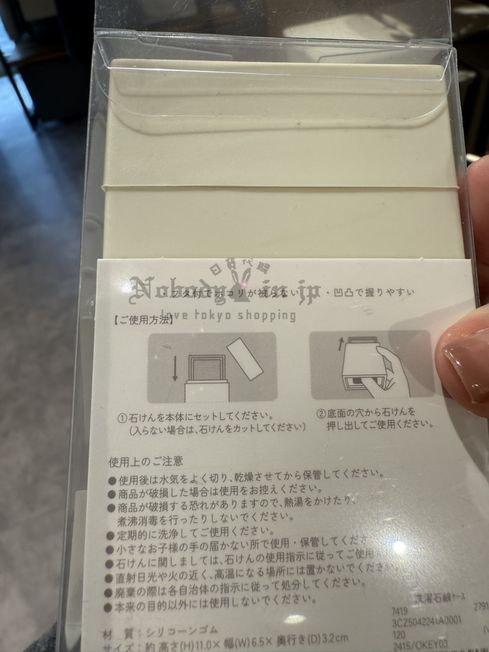 日貨代購
Nobody in jp
love tokyo shopping
・フタ付でホコリが被らない ・凹凸で握りやすい
【ご使用方法】
①石けんを本体にセットしてください。
(入らない場合は、石けんをカットしてください)
②底面の穴から石けんを
押し出してご使用ください。
使用上のご注意
●使用後は水気をよく切り、乾燥させてから保管してください。
●商品が破損した場合は使用をお控えください。
●商品が破損する恐れがありますので、熱湯をかけたり、
煮沸消毒を行ったりしないでください。
●定期的に洗浄してご使用ください。
●小さなお子様の手の届かない所で使用・保管してくださ
●石けんに関しましては、石けんの使用指示に従ってご使用
●直射日光や火の近く、高温になる場所には置かないでくださ
●廃棄の際は各自治体の指示に従って処分してください。
●本来の目的以外には使用しないでください。
材 質：シリコーンゴム
サイズ：約 高さ(H)11.0× 幅(W)6.5× 奥行き(D)3.2cm
洗濯石鹸ケース
7419 2791
3CZ504224(A0001
120
2415/OKEY03